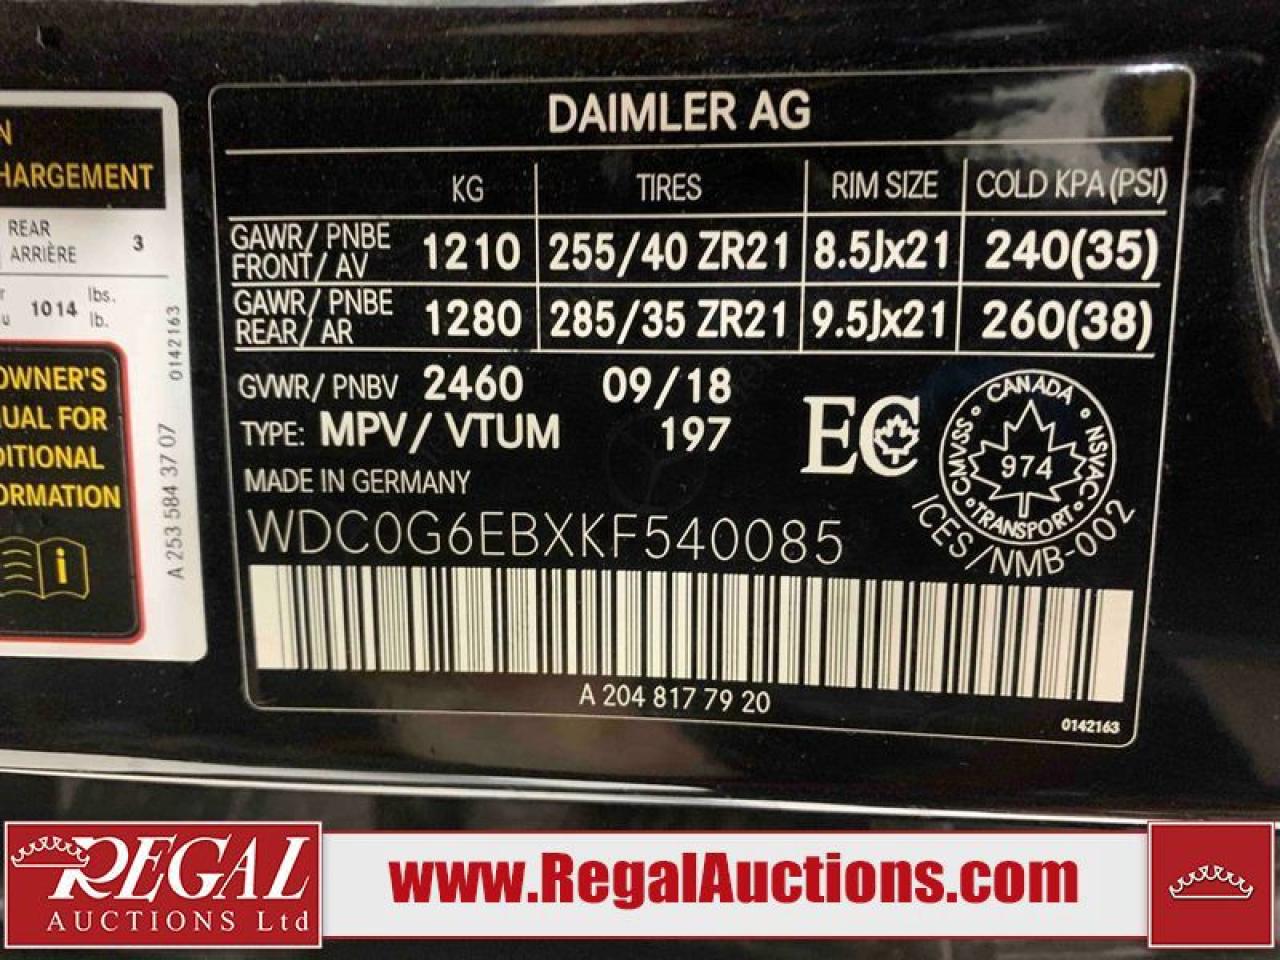 N
HARGEMENT
REAR
ARRIÈRE
3
1014
lbs.
lb.
0142163
OWNER'S
UAL FOR
DITIONAL
ORMATION
A 253 584 37 07
DAIMLER AG
KG TIRES RIM SIZE COLD KPA (PSI)
GAWR/ PNBE
FRONT/ AV
1210 255/40 ZR21 8.5Jx21 240(35)
GAWR/ PNBE
REAR/ AR
1280 285/35 ZR21 9.5Jx21 260(38)
GVWR/ PNBV 2460 09/18
TYPE: MPV/ VTUM 197
MADE IN GERMANY
WDC0G6EBXKF540085
EC
CANADA
CMVSS NSVAC
974
TRANSPORT
ICES/NMB-002
A 204 817 79 20
0142163
REGAL
AUCTIONS Ltd
www.RegalAuctions.com